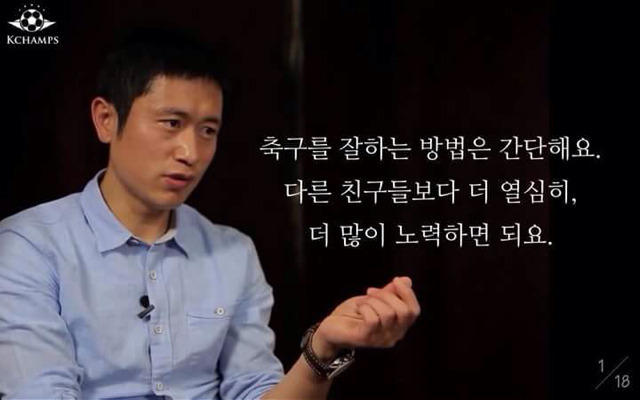 KCHAMPS
축구를 잘하는 방법은 간단해요.
다른 친구들보다 더 열심히,
더 많이 노력하면 되요.
1/18